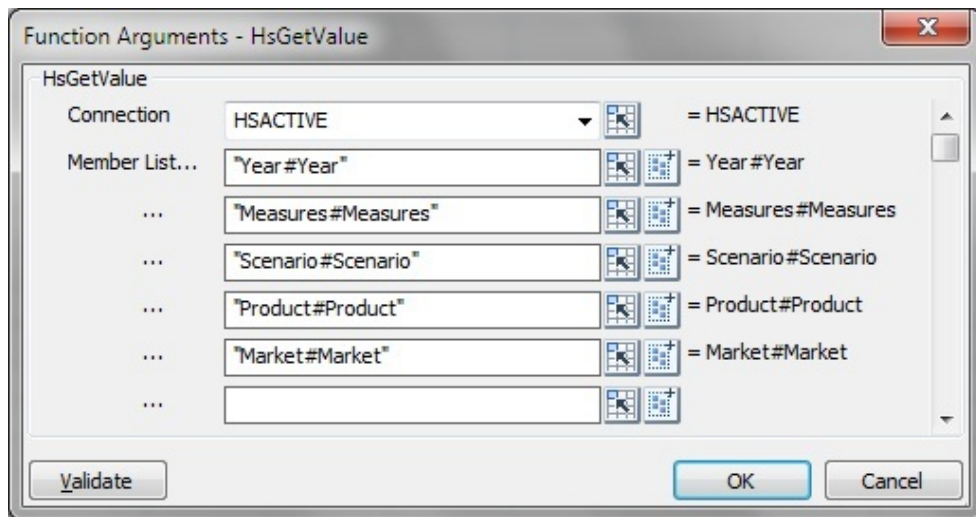 Function Arguments - HsGetValue
HsGetValue
Connection HSACTIVE = HSACTIVE
Member List... "Year#Year" = Year#Year
... "Measures#Measures" = Measures#Measures
... "Scenario#Scenario" = Scenario#Scenario
... "Product#Product" = Product#Product
... "Market#Market" = Market#Market
...
Validate OK Cancel